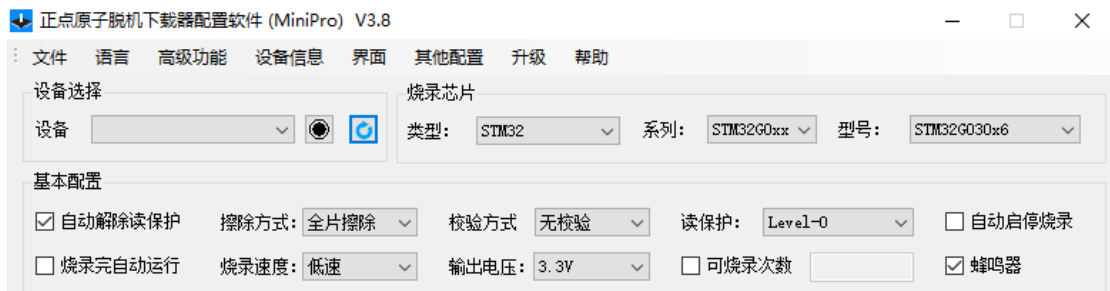 正点原子脱机下载器配置软件 (MiniPro) V3.8
文件 语言 高级功能 设备信息 界面 其他配置 升级 帮助
设备选择 烧录芯片
设备 类型: STM32 系列: STM32G0xx 型号: STM32G030x6
基本配置
自动解除读保护 擦除方式: 全片擦除 校验方式 无校验 读保护: Level-0 自动启停烧录
烧录完自动运行 烧录速度: 低速 输出电压: 3.3V 可烧录次数 蜂鸣器